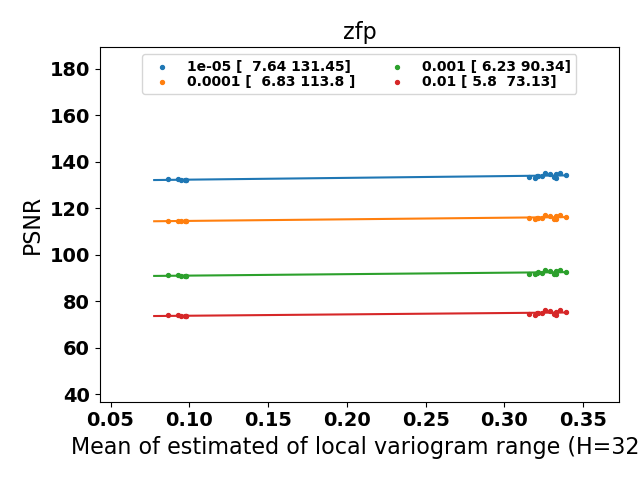 zfp
1e-05 [  7.64 131.45]
0.0001 [  6.83 113.8 ]
0.001 [ 6.23 90.34]
0.01 [ 5.8  73.13]
PSNR
180
160
140
120
100
80
60
40
0.05 0.10 0.15 0.20 0.25 0.30 0.35
Mean of estimated of local variogram range (H=32